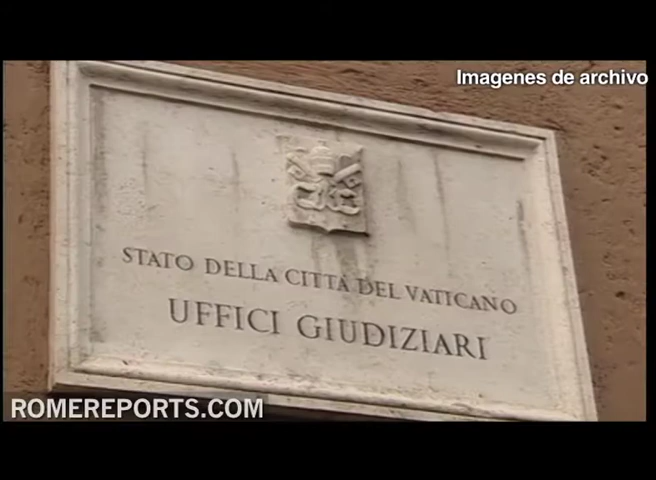 Imagenes de archivo
STATO DELLA CITTÀ DEL VATICANO
UFFICI GIUDIZIARI
ROMEREPORTS.COM